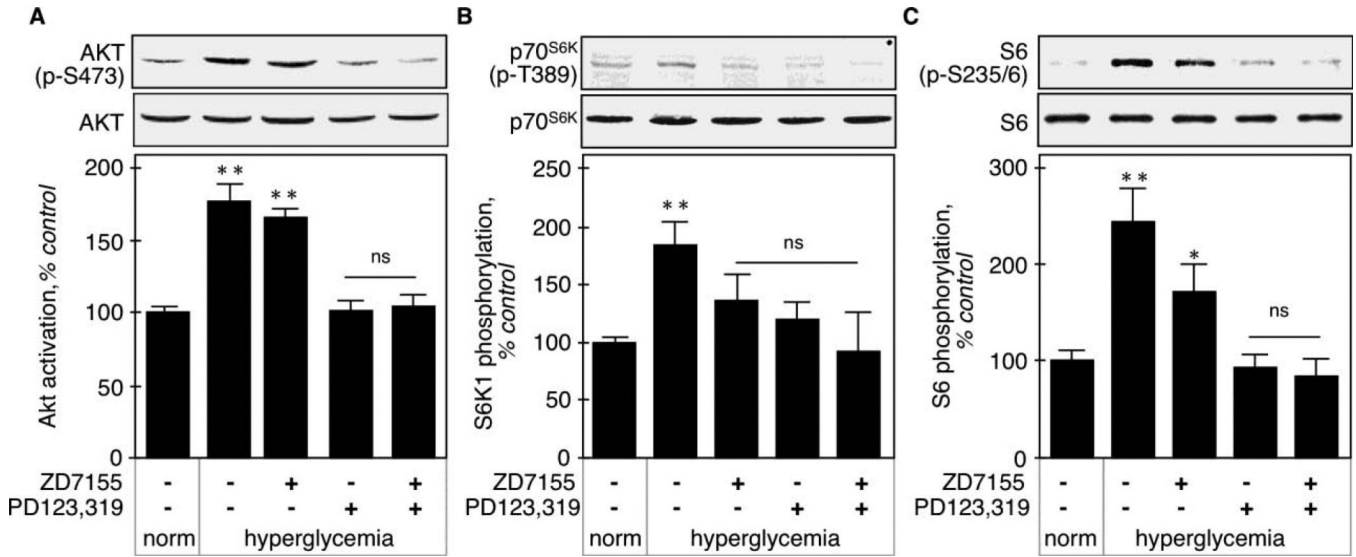 A
AKT
(p-S473)
AKT
Akt activation, % control
200
150
100
50
0
**
**
ns
ZD7155 - - + - +
PD123,319 - - - + +
norm hyperglycemia
B
p70S6K
(p-T389)
p70S6K
S6K1 phosphorylation,
% control
250
200
150
100
50
0
**
ns
ZD7155 - - + - +
PD123,319 - - - + +
norm hyperglycemia
C
S6
(p-S235/6)
S6
S6 phosphorylation,
% control
300
200
100
0
**
*
ns
ZD7155 - - + - +
PD123,319 - - - + +
norm hyperglycemia